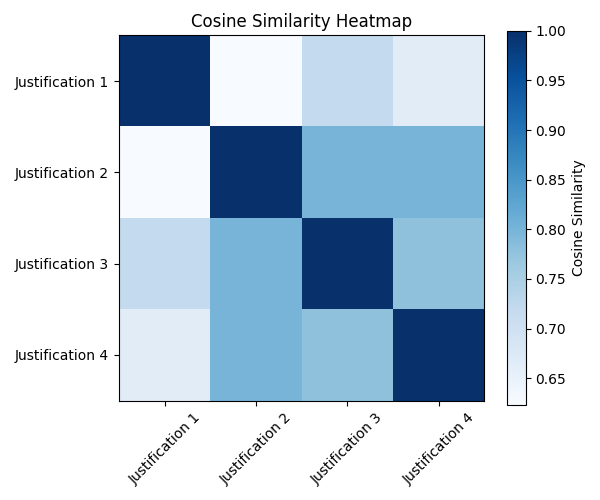 Cosine Similarity Heatmap
Justification 1
Justification 2
Justification 3
Justification 4
Justification 1
Justification 2
Justification 3
Justification 4
1.00
0.95
0.90
0.85
0.80
0.75
0.70
0.65
Cosine Similarity